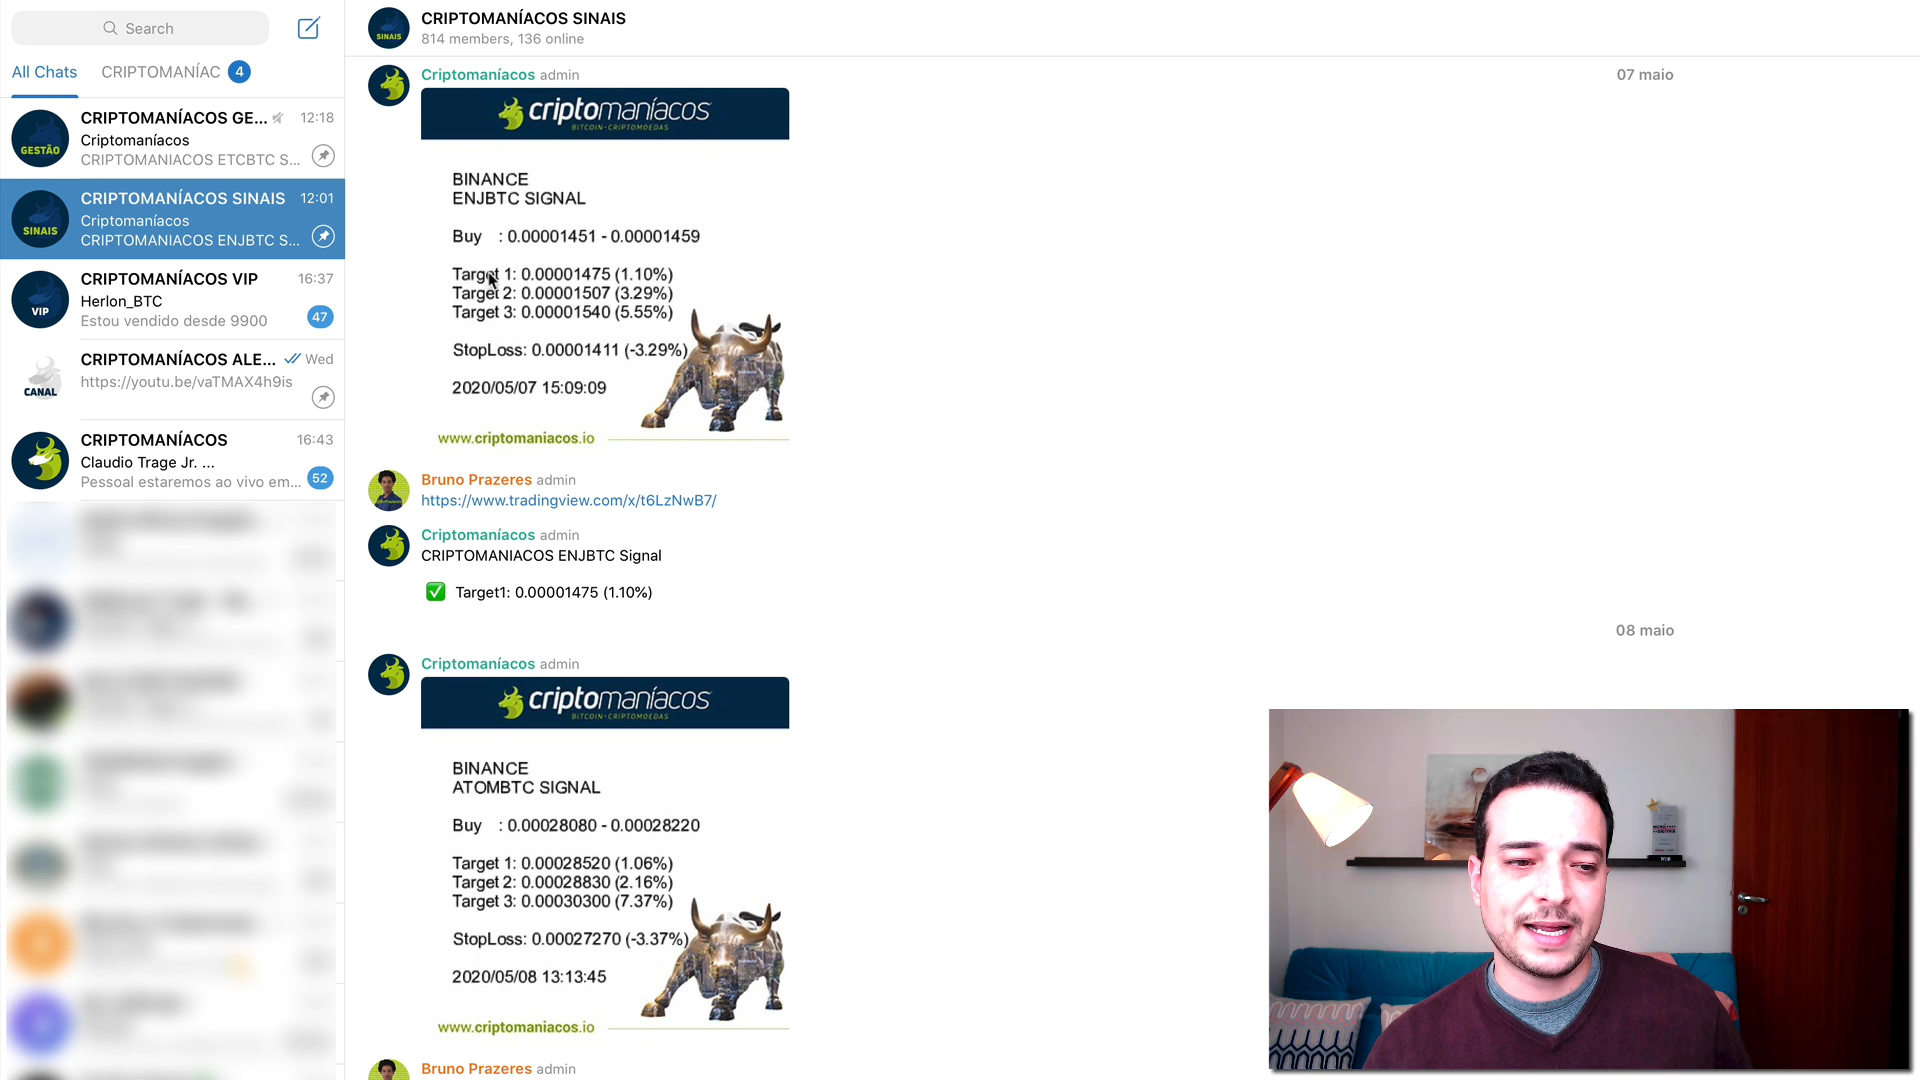 Search
All Chats
CRIPTOMANÍAC 4
CRIPTOMANÍACOS GE... 12:18
Criptomaníacos
CRIPTOMANIACOS ETCBTC S...
GESTÃO
CRIPTOMANÍACOS SINAIS 12:01
Criptomaníacos
CRIPTOMANIACOS ENJBTC S...
SINAIS
CRIPTOMANÍACOS VIP 16:37
Herlon_BTC
Estou vendido desde 9900 47
VIP
CRIPTOMANÍACOS ALE... Wed
https://youtu.be/vaTMAX4h9is
CANAL
CRIPTOMANÍACOS 16:43
Claudio Trage Jr. ...
Pessoal estaremos ao vivo em... 52
SINAIS
CRIPTOMANÍACOS SINAIS
814 members, 136 online
07 maio
Criptomaníacos admin
criptomaníacos
BITCOIN•CRIPTOMOEDAS
BINANCE
ENJBTC SIGNAL
Buy : 0.00001451 - 0.00001459
Target 1: 0.00001475 (1.10%)
Target 2: 0.00001507 (3.29%)
Target 3: 0.00001540 (5.55%)
StopLoss: 0.00001411 (-3.29%)
2020/05/07 15:09:09
www.criptomaniacos.io
Bruno Prazeres admin
https://www.tradingview.com/x/t6LzNwB7/
Criptomaníacos admin
CRIPTOMANIACOS ENJBTC Signal
✅ Target1: 0.00001475 (1.10%)
08 maio
Criptomaníacos admin
criptomaníacos
BITCOIN•CRIPTOMOEDAS
BINANCE
ATOMBTC SIGNAL
Buy : 0.00028080 - 0.00028220
Target 1: 0.00028520 (1.06%)
Target 2: 0.00028830 (2.16%)
Target 3: 0.00030300 (7.37%)
StopLoss: 0.00027270 (-3.37%)
2020/05/08 13:13:45
www.criptomaniacos.io
Bruno Prazeres admin